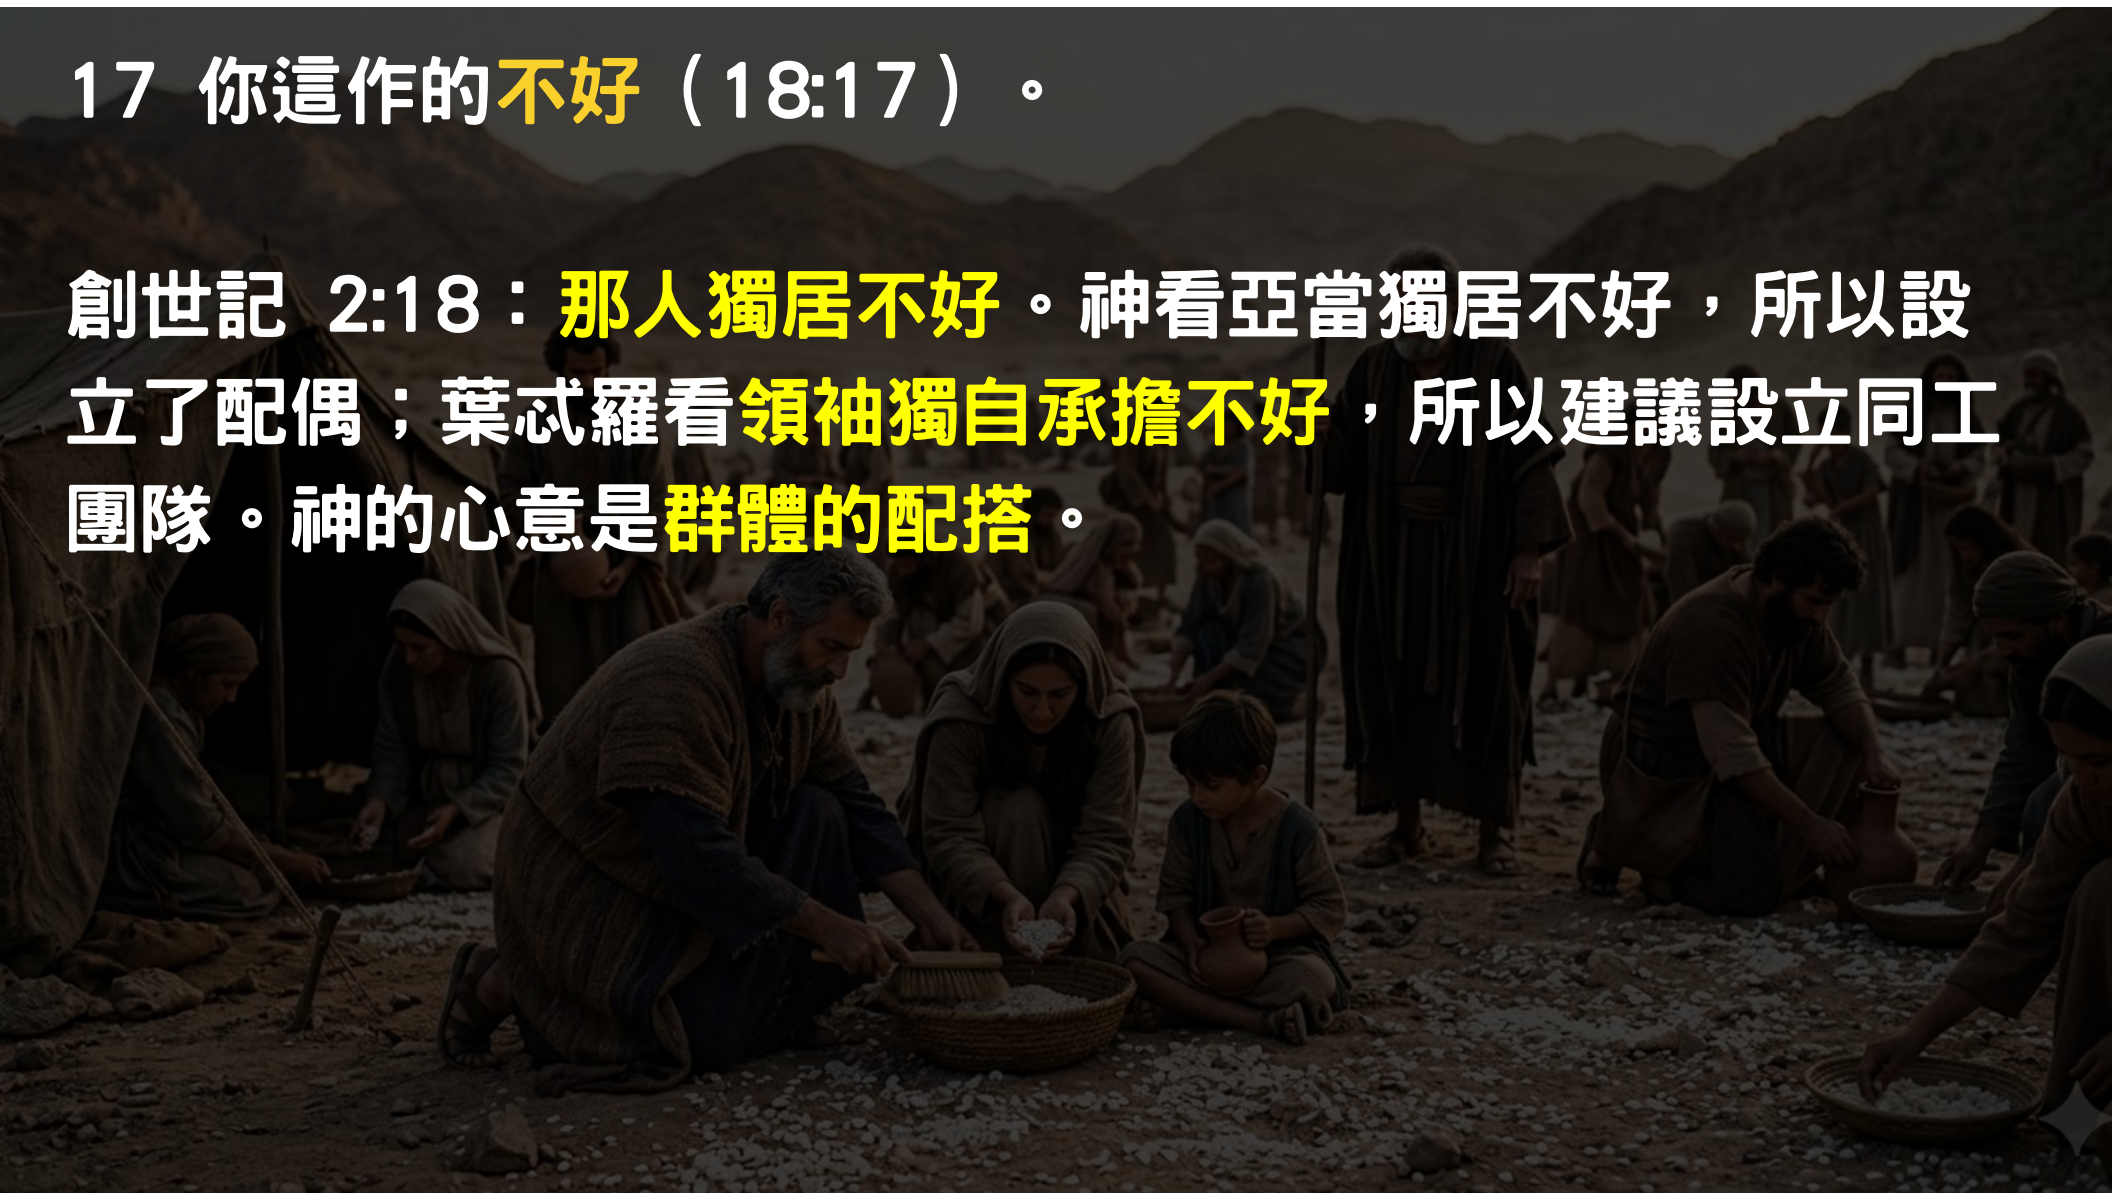 17 你這作的不好（18:17）。
創世記 2:18：那人獨居不好。神看亞當獨居不好，所以設
立了配偶；葉忒羅看領袖獨自承擔不好，所以建議設立同工
團隊。神的心意是群體的配搭。